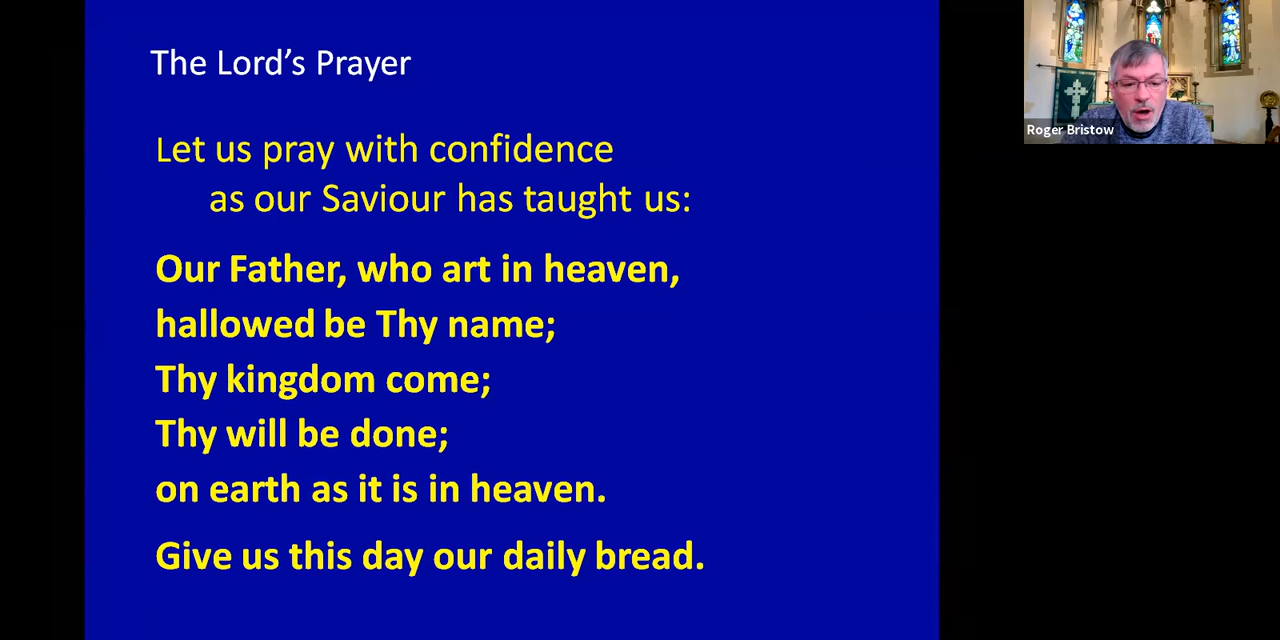 The Lord's Prayer
Let us pray with confidence
as our Saviour has taught us:
Our Father, who art in heaven,
hallowed be Thy name;
Thy kingdom come;
Thy will be done;
on earth as it is in heaven.
Give us this day our daily bread.
Roger Bristow